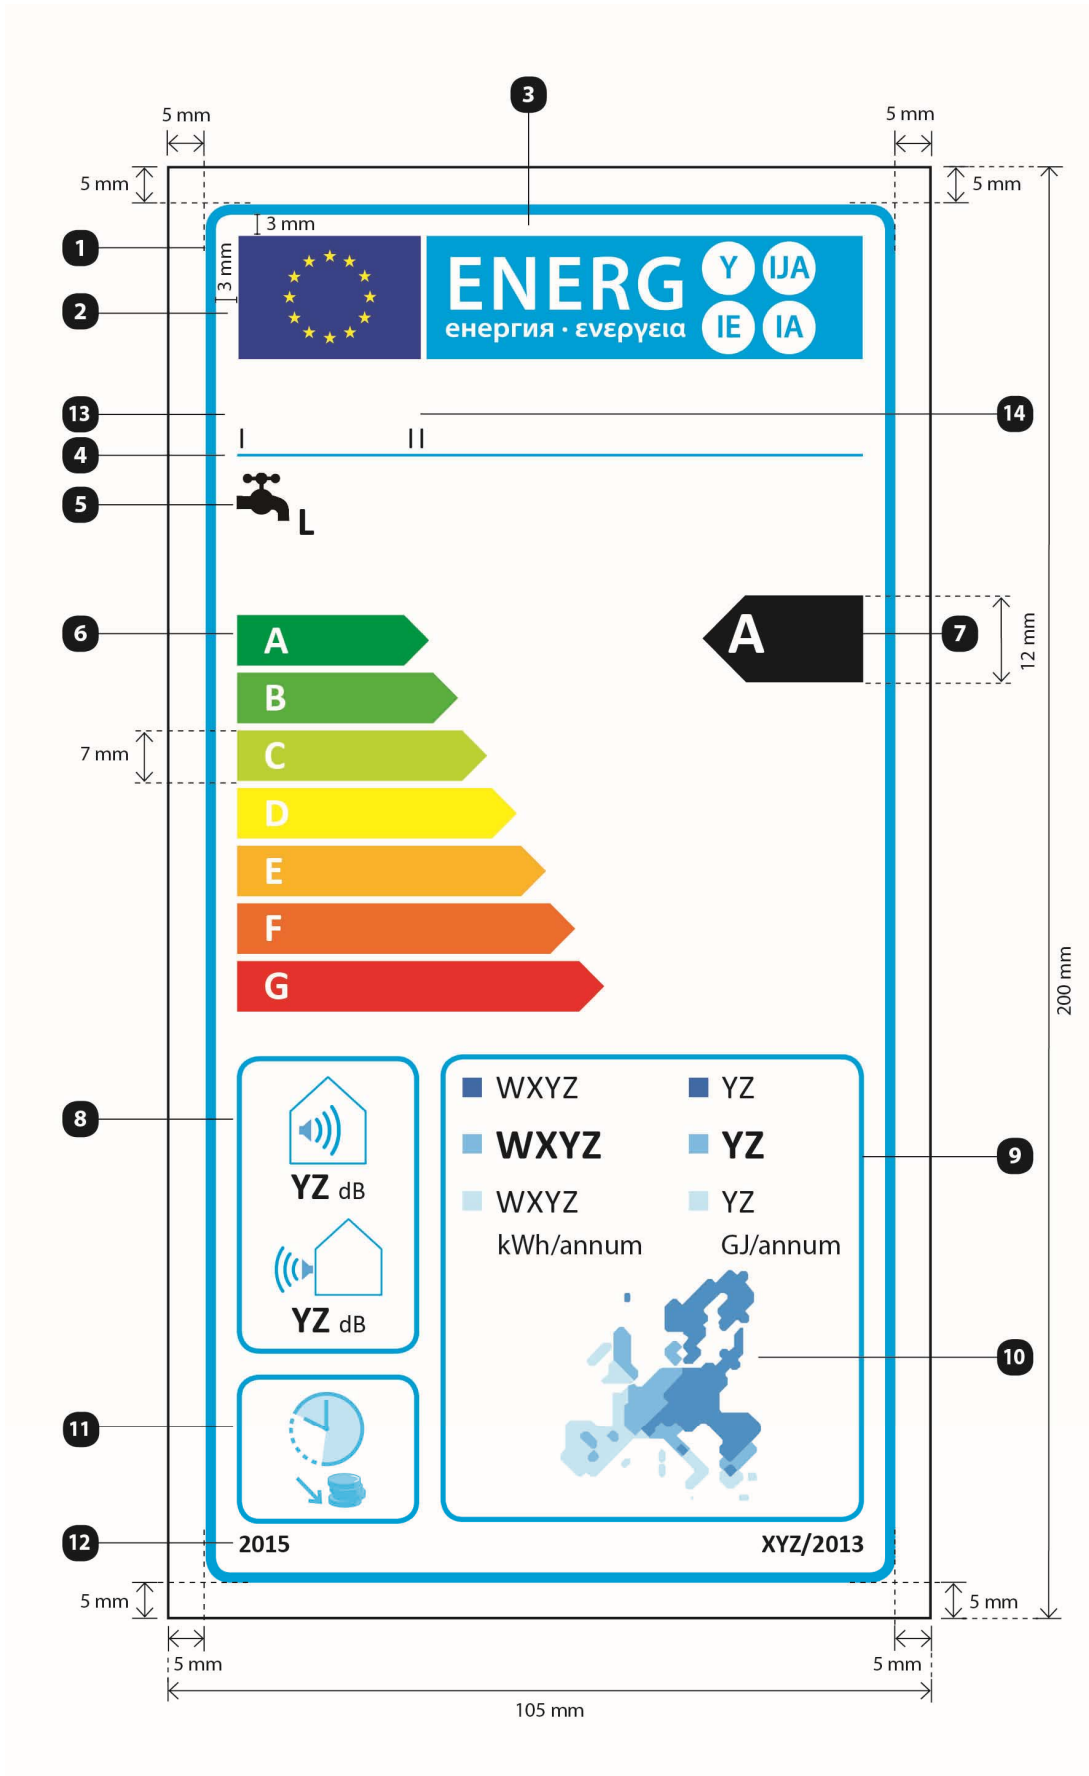 3
5 mm
5 mm
5 mm
5 mm
3 mm
3 mm
1
2
ENERG
енергия · ενεργεια
Y
IJA
IE
IA
13
14
I
II
4
5
L
6
A
A
7
12 mm
B
7 mm
C
D
E
F
G
200 mm
8
YZ dB
YZ dB
WXYZ
YZ
WXYZ
YZ
WXYZ
YZ
kWh/annum
GJ/annum
9
10
11
12
2015
XYZ/2013
5 mm
5 mm
5 mm
5 mm
105 mm